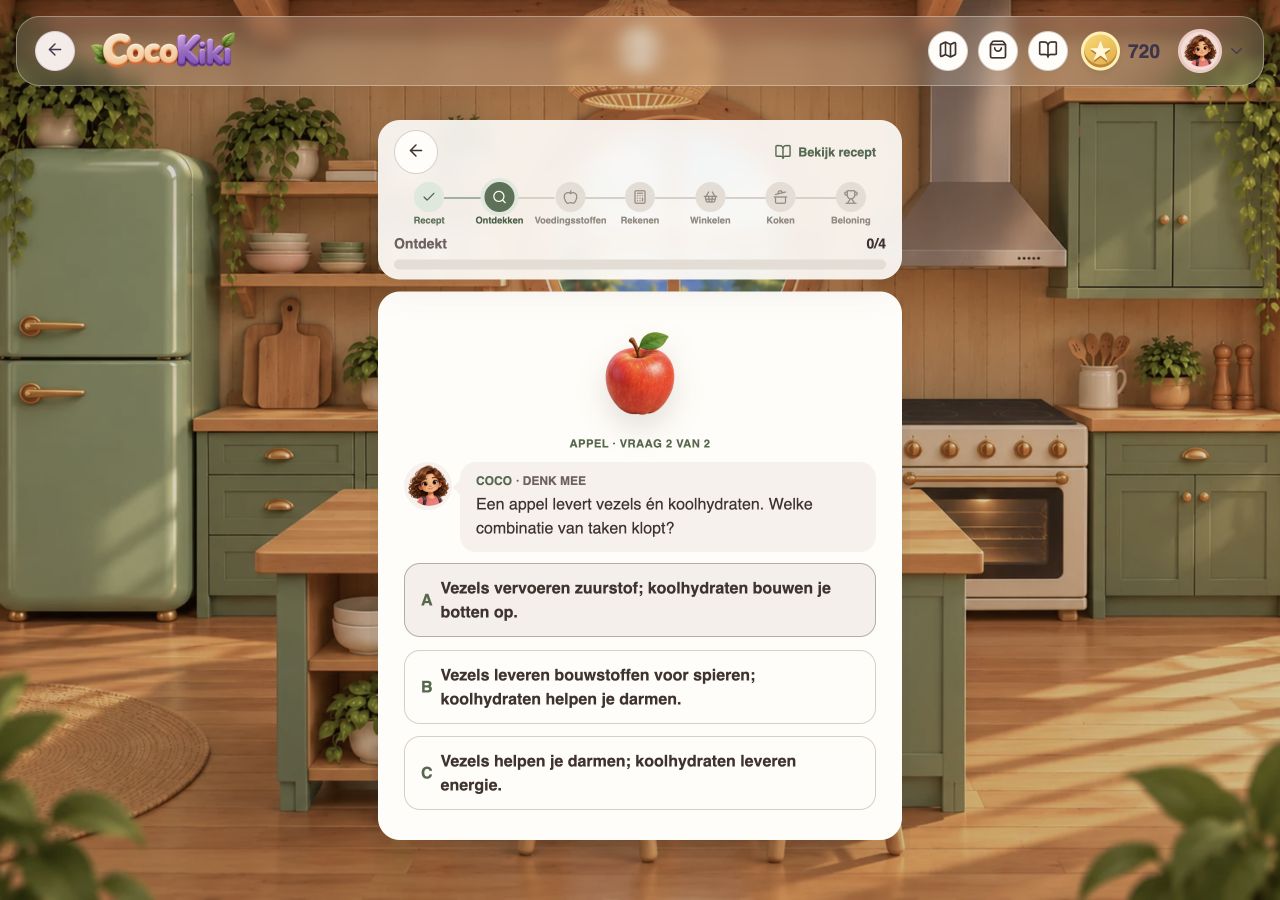 CocoKiki
720
Bekijk recept
Recept
Ontdekken
Voedingsstoffen
Rekenen
Winkelen
Koken
Beloning
Ontdekt
0/4
APPEL · VRAAG 2 VAN 2
COCO · DENK MEE
Een appel levert vezels én koolhydraten. Welke
combinatie van taken klopt?
A
Vezels vervoeren zuurstof; koolhydraten bouwen je
botten op.
B
Vezels leveren bouwstoffen voor spieren;
koolhydraten helpen je darmen.
C
Vezels helpen je darmen; koolhydraten leveren
energie.